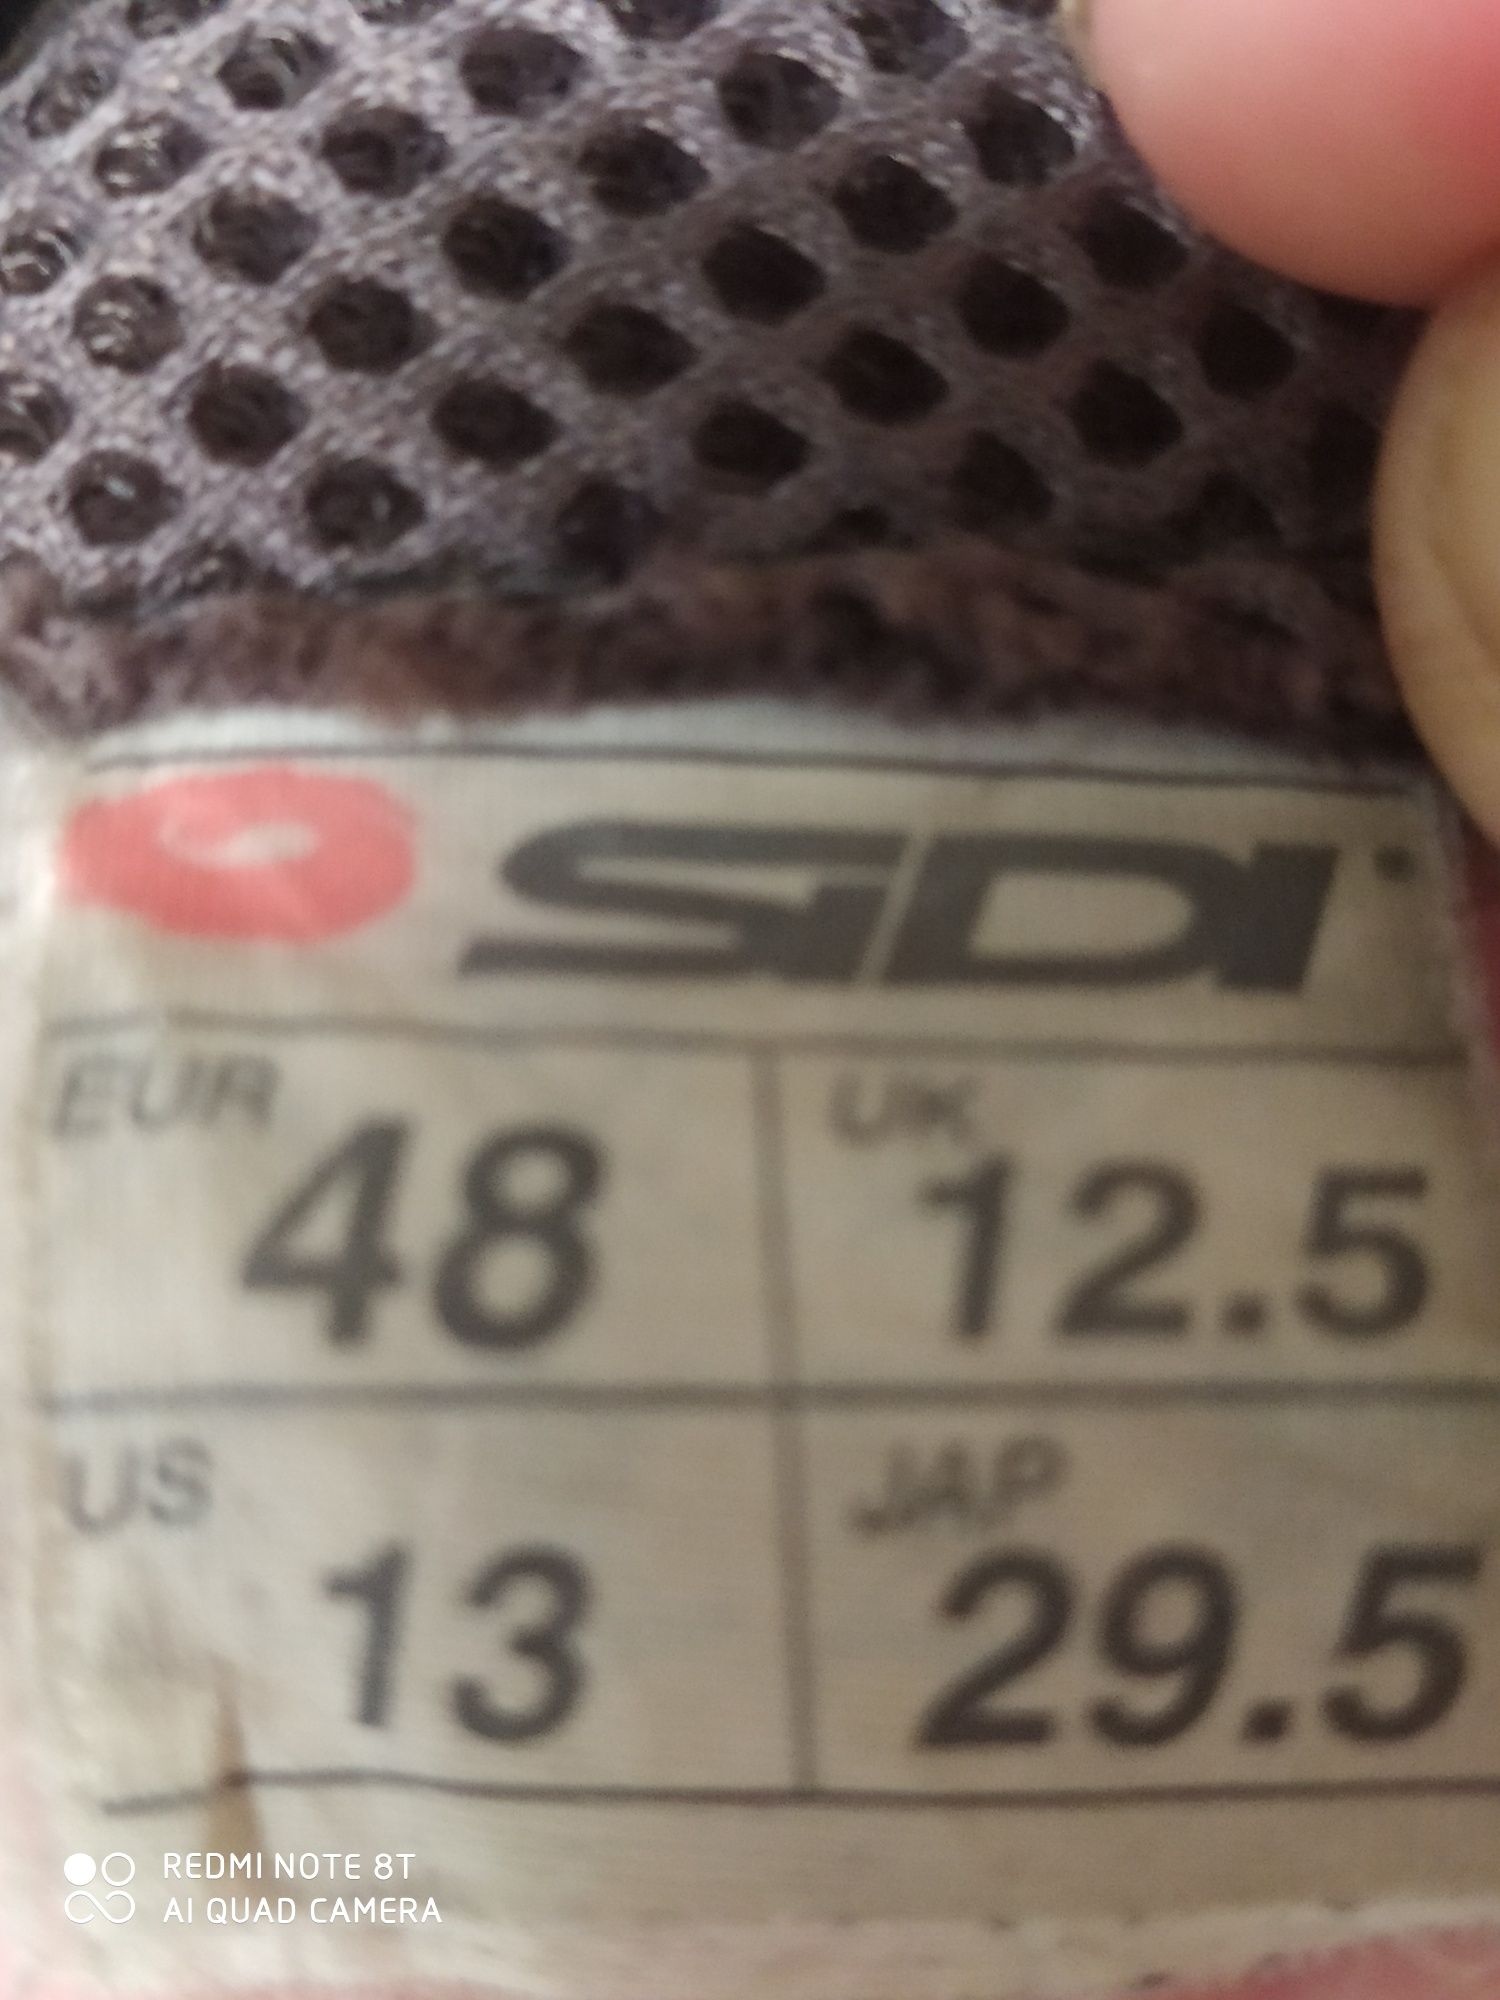 SIDI
EUR 48 UK 12.5
US 13 JAP 29.5
REDMI NOTE 8T
AI QUAD CAMERA